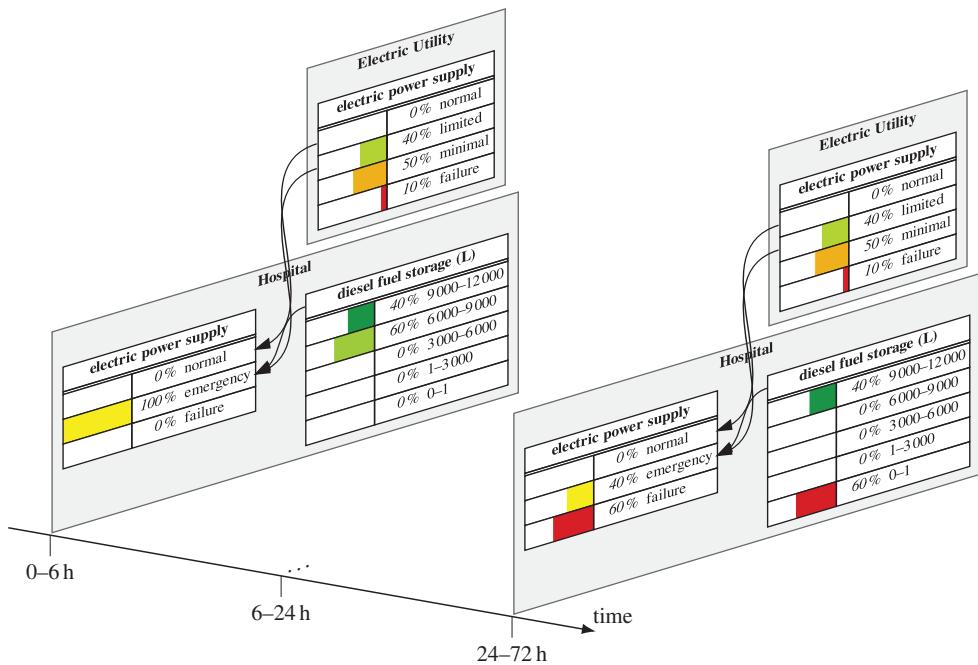 Electric Utility
electric power supply
0% normal
40% limited
50% minimal
10% failure
Hospital
diesel fuel storage (L)
40% 9 000–12 000
60% 6 000–9 000
0% 3 000–6 000
0% 1–3 000
0% 0–1
electric power supply
0% normal
100% emergency
0% failure
Electric Utility
electric power supply
0% normal
40% limited
50% minimal
10% failure
Hospital
diesel fuel storage (L)
40% 9 000–12 000
0% 6 000–9 000
0% 3 000–6 000
0% 1–3 000
60% 0–1
electric power supply
0% normal
40% emergency
60% failure
0–6 h
...
6–24 h
time
24–72 h